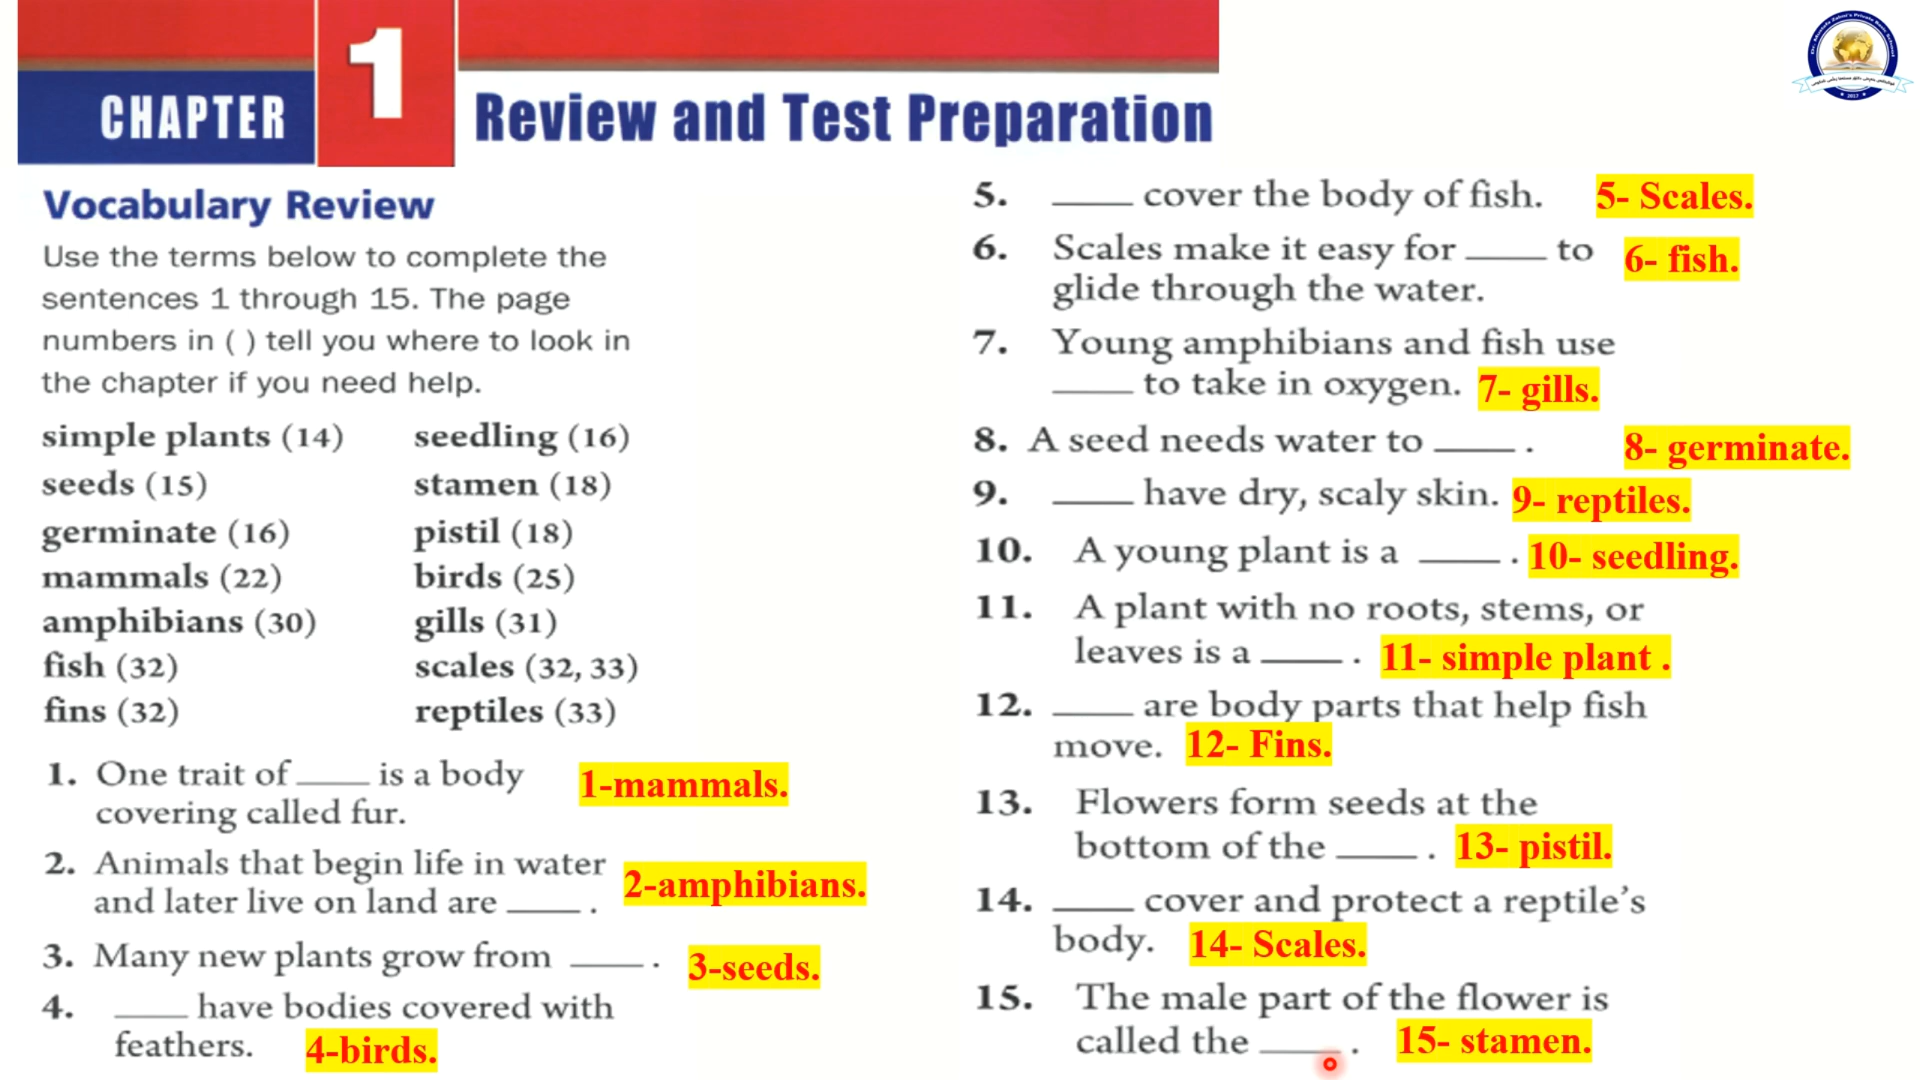 CHAPTER 1 Review and Test Preparation
Vocabulary Review
Use the terms below to complete the
sentences 1 through 15. The page
numbers in ( ) tell you where to look in
the chapter if you need help.
simple plants (14) seedling (16)
seeds (15) stamen (18)
germinate (16) pistil (18)
mammals (22) birds (25)
amphibians (30) gills (31)
fish (32) scales (32, 33)
fins (32) reptiles (33)
1. One trait of ____ is a body 1-mammals.
covering called fur.
2. Animals that begin life in water 2-amphibians.
and later live on land are ____ .
3. Many new plants grow from ____ . 3-seeds.
4. ____ have bodies covered with
feathers. 4-birds.
5. ____ cover the body of fish. 5- Scales.
6. Scales make it easy for ____ to 6- fish.
glide through the water.
7. Young amphibians and fish use
____ to take in oxygen. 7- gills.
8. A seed needs water to ____ . 8- germinate.
9. ____ have dry, scaly skin. 9- reptiles.
10. A young plant is a ____ . 10- seedling.
11. A plant with no roots, stems, or
leaves is a ____ . 11- simple plant .
12. ____ are body parts that help fish
move. 12- Fins.
13. Flowers form seeds at the
bottom of the ____ . 13- pistil.
14. ____ cover and protect a reptile's
body. 14- Scales.
15. The male part of the flower is
called the ____ . 15- stamen.
2017